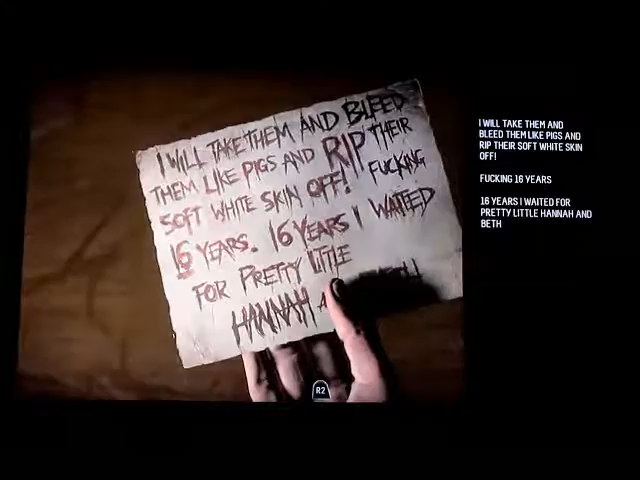 I WILL TAKE THEM AND BLEED
THEM LIKE PIGS AND RIP THEIR
SOFT WHITE SKIN OFF! FUCKING
16 YEARS. 16 YEARS I WAITED
FOR PRETTY LITTLE
HANNAH
R2
I WILL TAKE THEM AND
BLEED THEM LIKE PIGS AND
RIP THEIR SOFT WHITE SKIN
OFF!
FUCKING 16 YEARS
16 YEARS I WAITED FOR
PRETTY LITTLE HANNAH AND
BETH